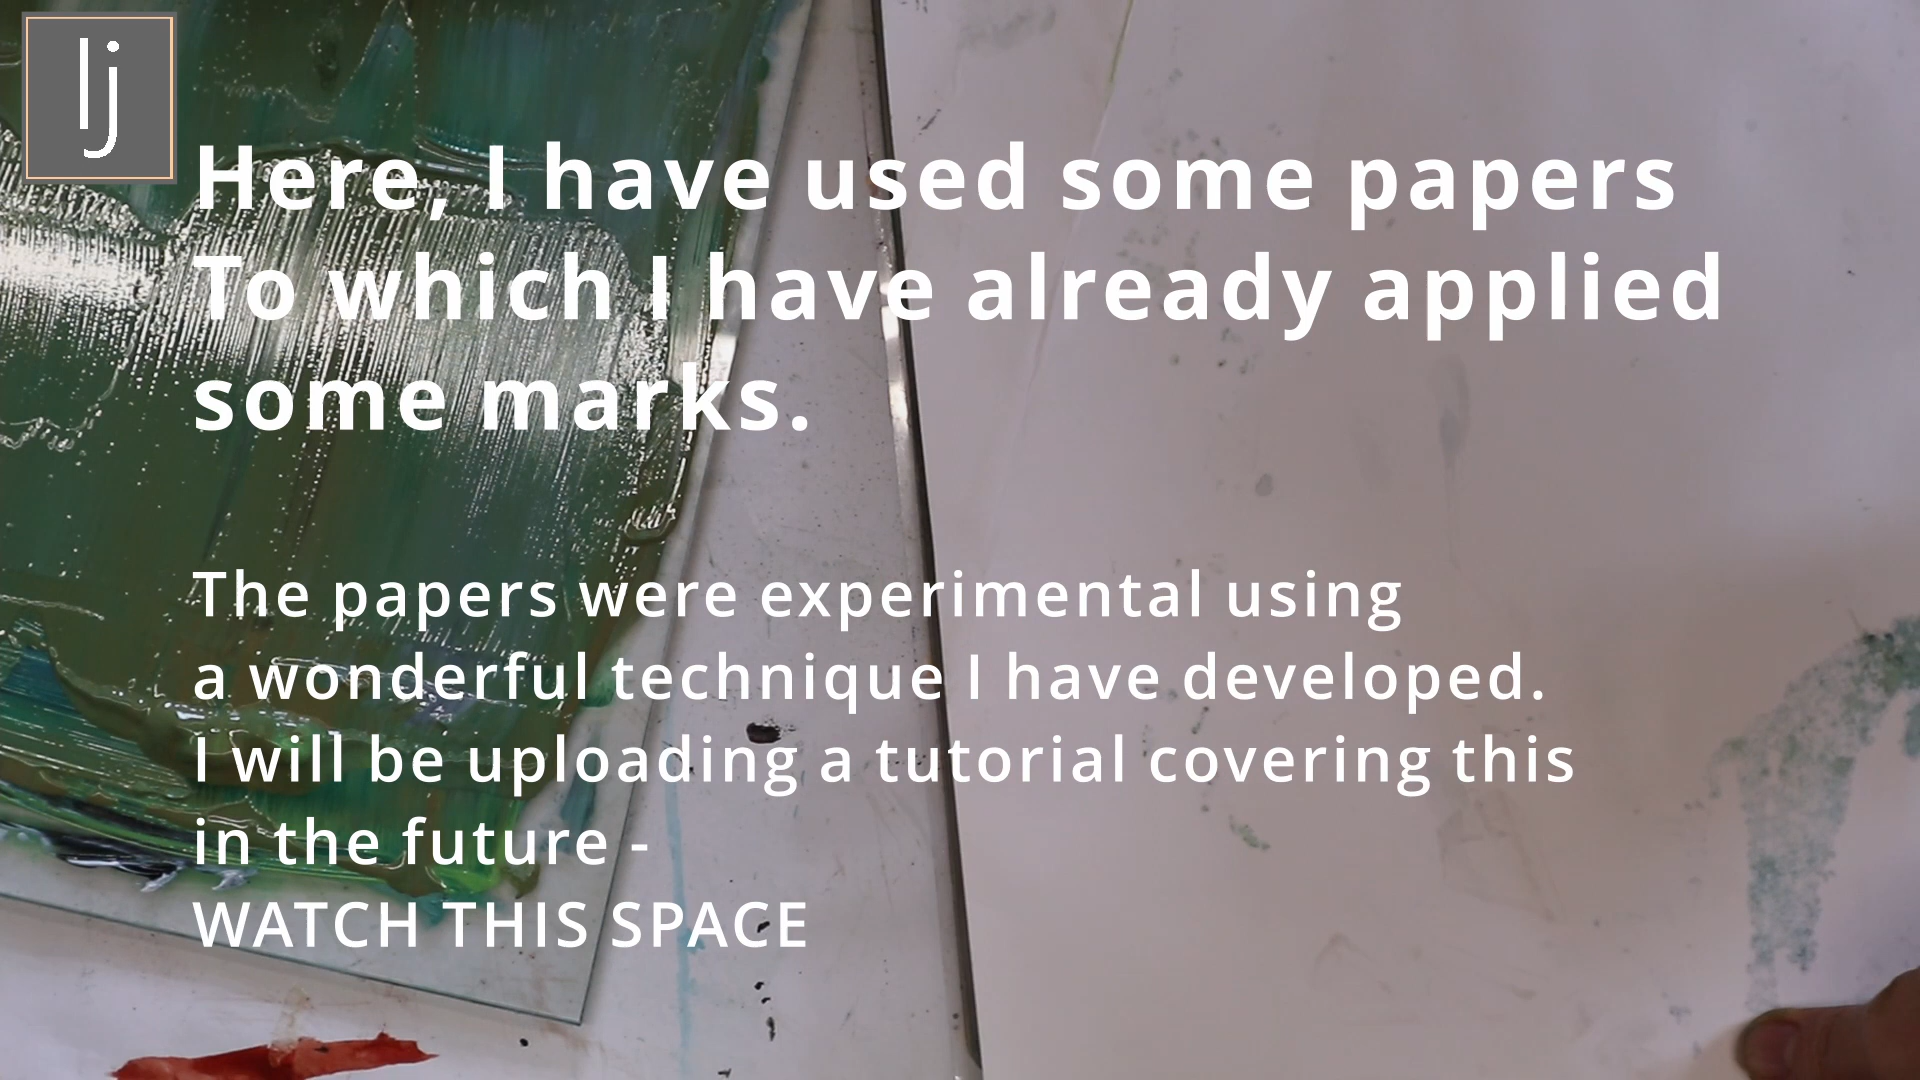 lj
Here, I have used some papers
To which I have already applied
some marks.
The papers were experimental using
a wonderful technique I have developed.
I will be uploading a tutorial covering this
in the future -
WATCH THIS SPACE